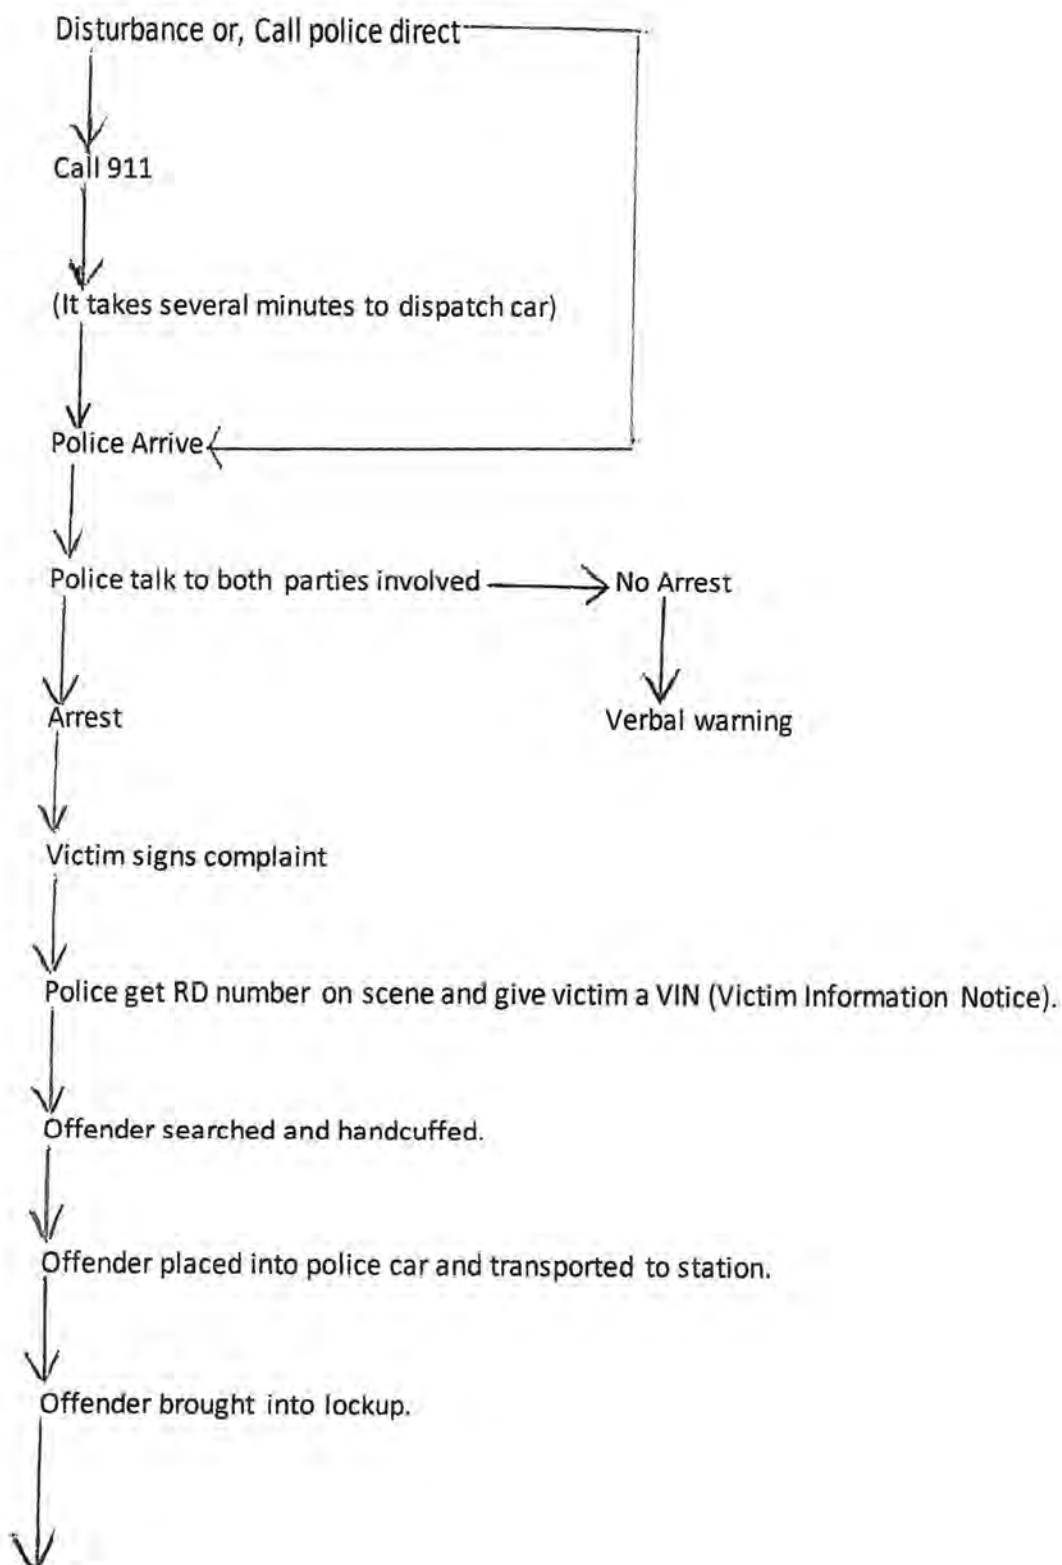 Disturbance or, Call police direct
Call 911
(It takes several minutes to dispatch car)
Police Arrive
Police talk to both parties involved
No Arrest
Arrest
Verbal warning
Victim signs complaint
Police get RD number on scene and give victim a VIN (Victim Information Notice).
Offender searched and handcuffed.
Offender placed into police car and transported to station.
Offender brought into lockup.